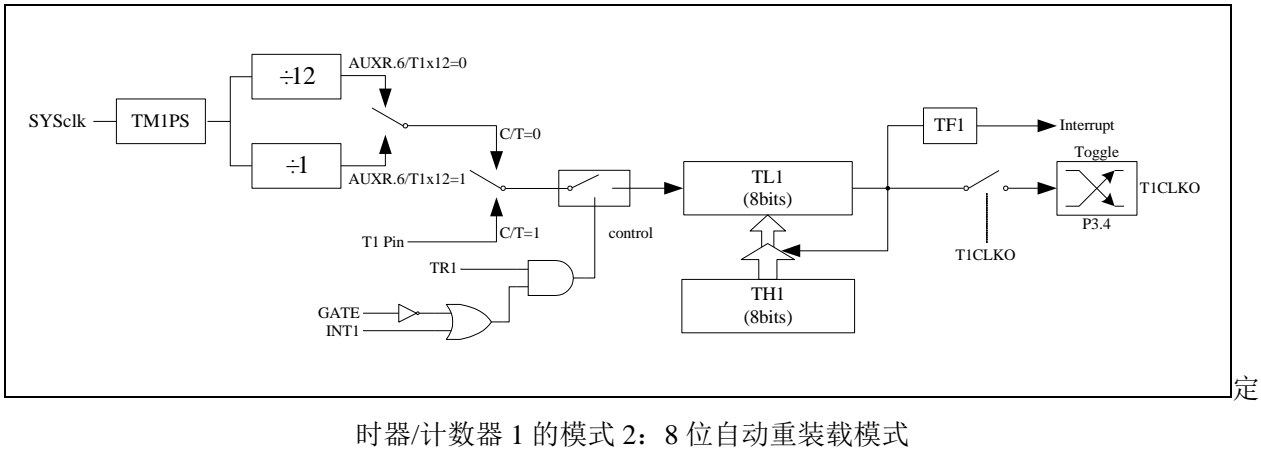 ÷12
AUXR.6/T1x12=0
SYSclk
TM1PS
C/T=0
÷1
AUXR.6/T1x12=1
T1 Pin
C/T=1
control
TR1
GATE
INT1
TL1
(8bits)
TH1
(8bits)
TF1
Interrupt
Toggle
T1CLKO
P3.4
T1CLKO
定
时器/计数器 1 的模式 2：8 位自动重装载模式